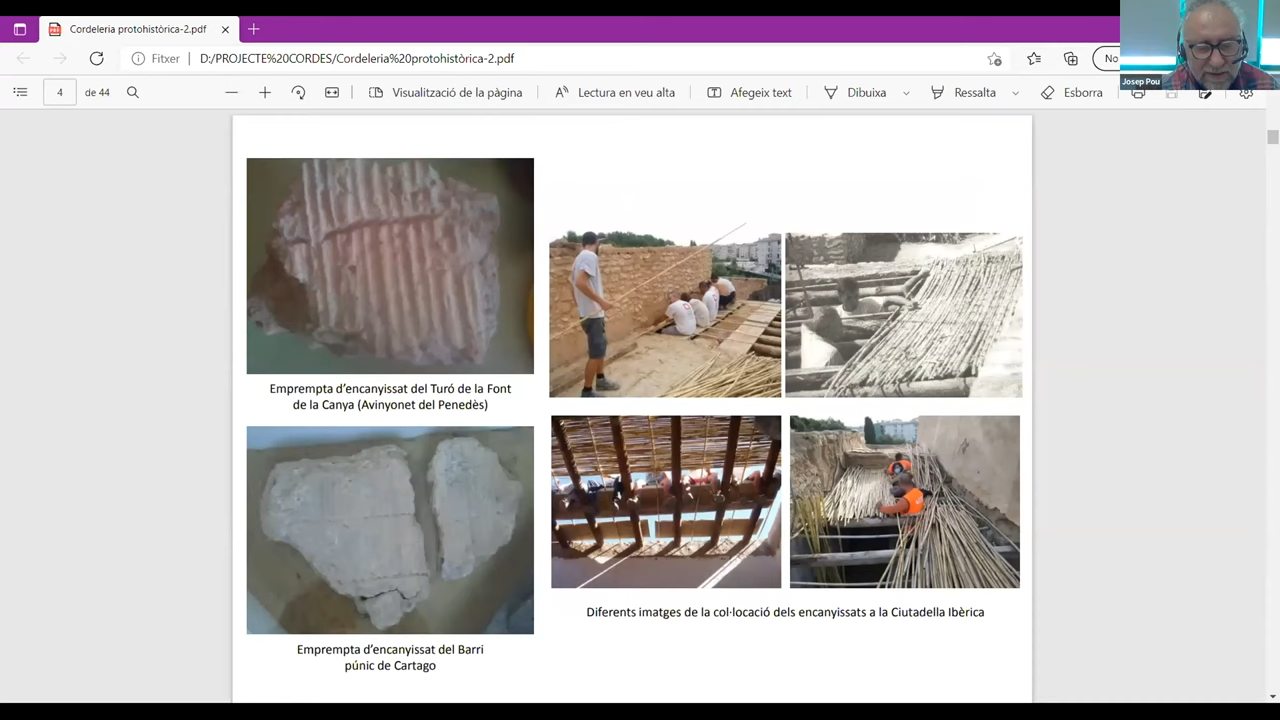 Cordeleria protohistòrica-2.pdf
Fitxer
D:/PROJECTE%20CORDES/Cordeleria%20protohistòrica-2.pdf
No
Josep Pou
4 de 44
Visualització de la pàgina
Lectura en veu alta
Afegeix text
Dibuixa
Ressalta
Esborra
Emprempta d'encanyissat del Turó de la Font
de la Canya (Avinyonet del Penedès)
Emprempta d'encanyissat del Barri
púnic de Cartago
Diferents imatges de la col·locació dels encanyissats a la Ciutadella Ibèrica